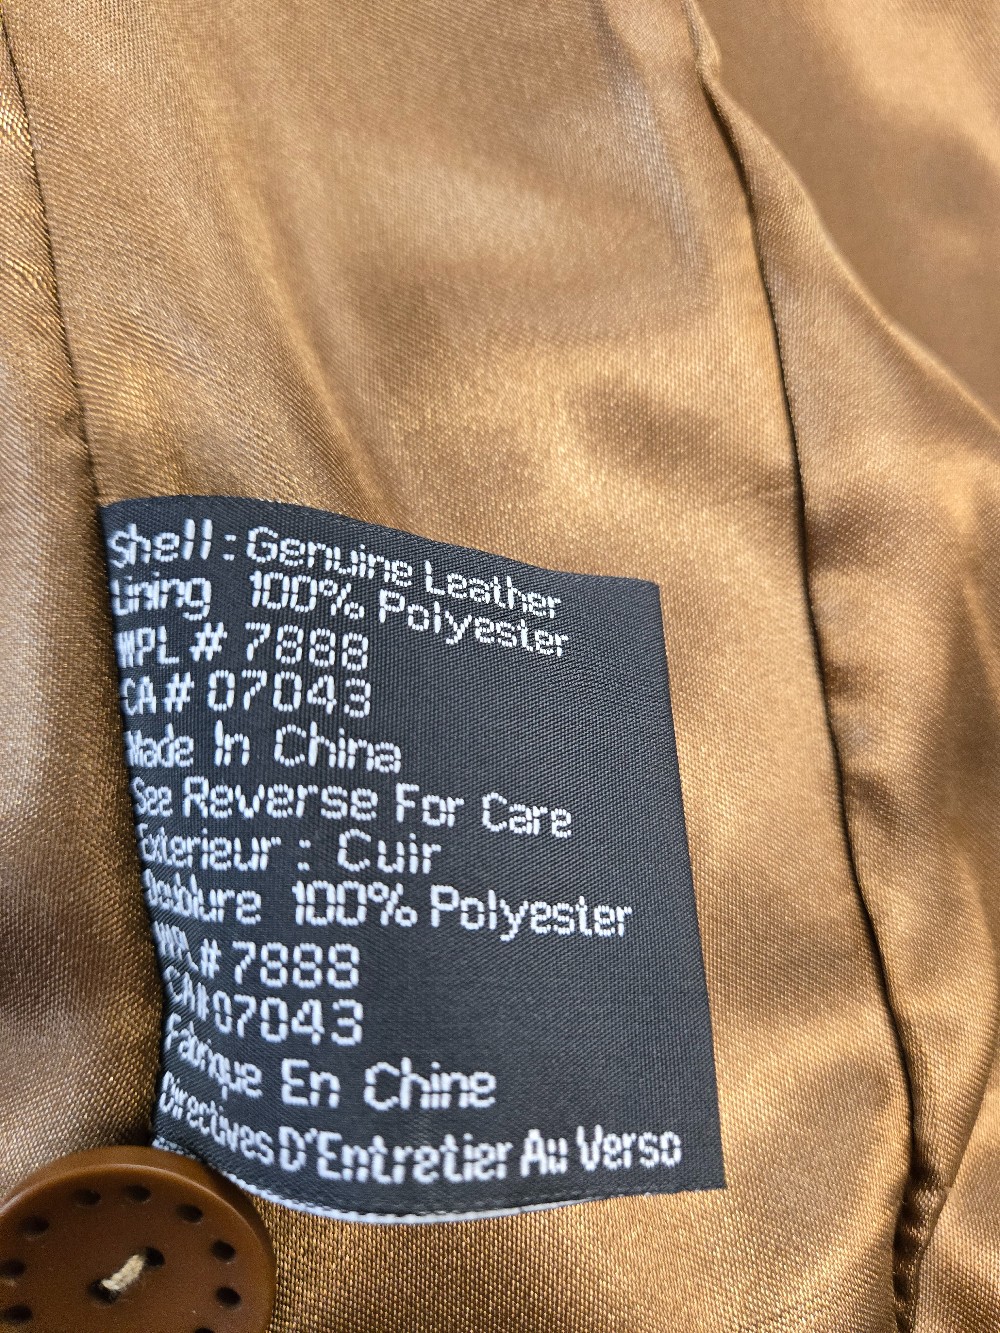 Shell : Genuine Leather
Lining 100% Polyester
WPL # 7888
CA # 07043
Made In China
See Reverse For Care
Exterieur : Cuir
Doublure 100% Polyester
WPL # 7888
CA# 07043
Fabrique En Chine
Directives D'Entretier Au Verso